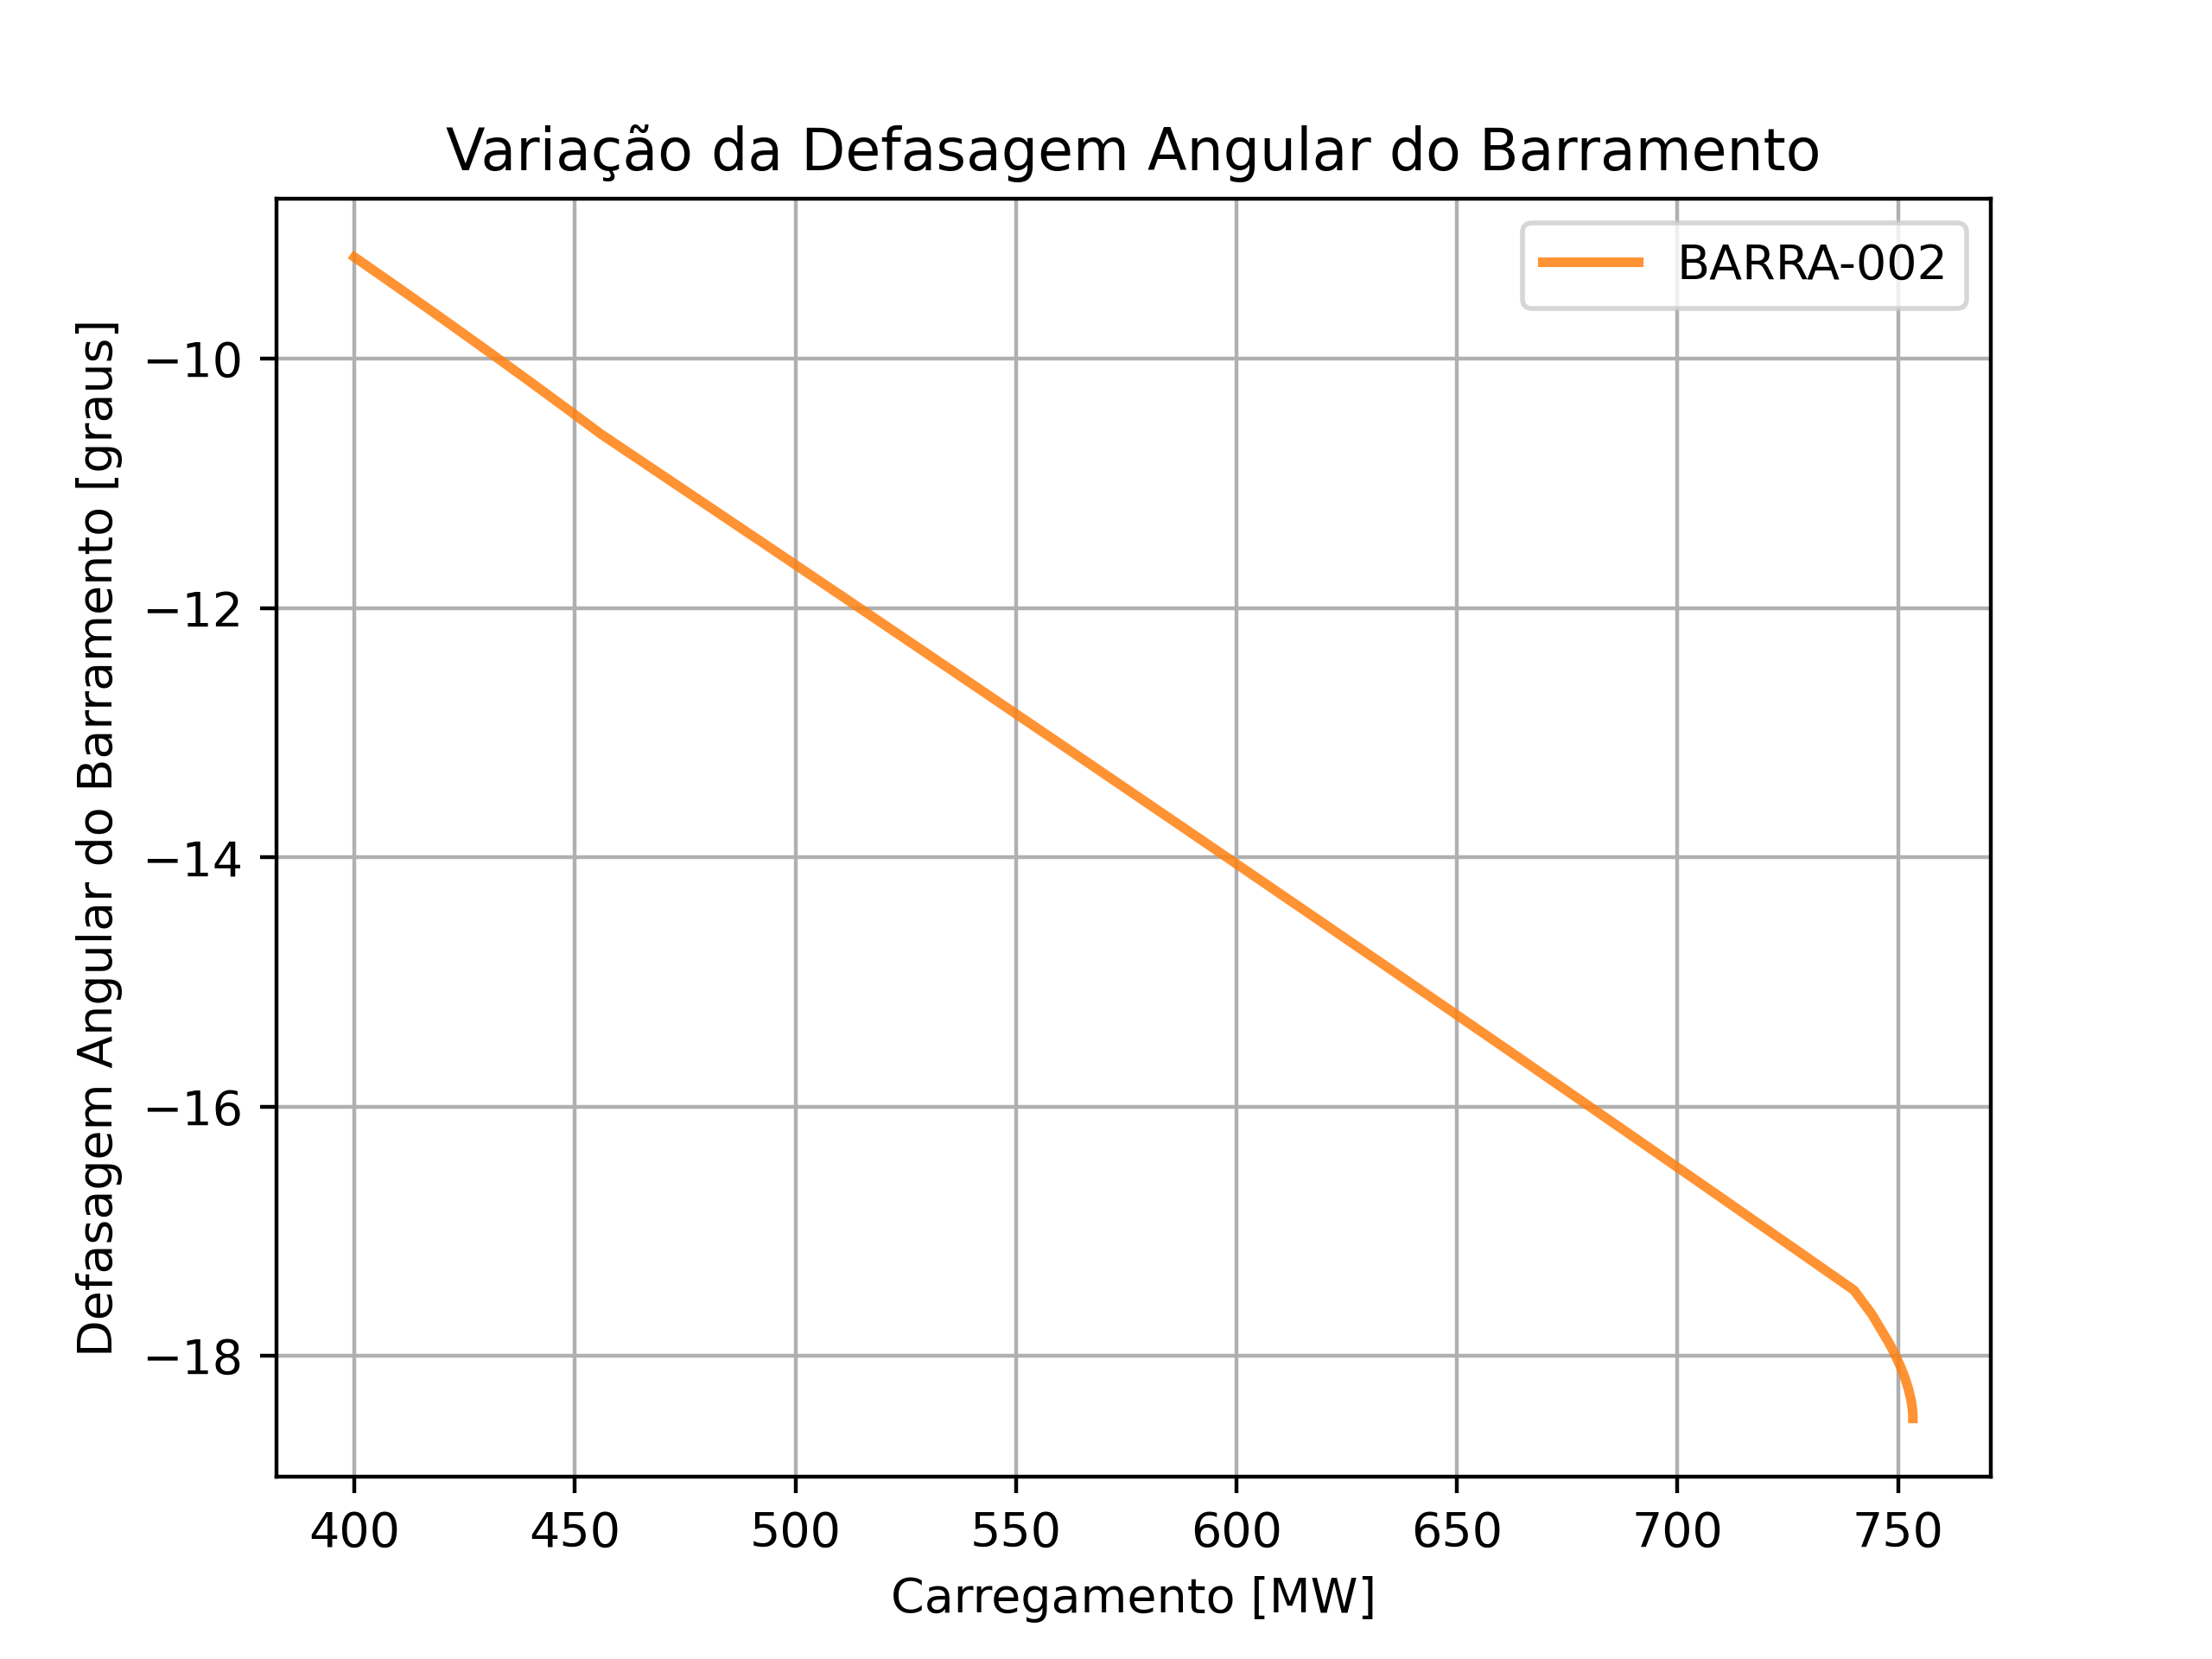 Variação da Defasagem Angular do Barramento
BARRA-002
Defasagem Angular do Barramento [graus]
−10
−12
−14
−16
−18
400 450 500 550 600 650 700 750
Carregamento [MW]